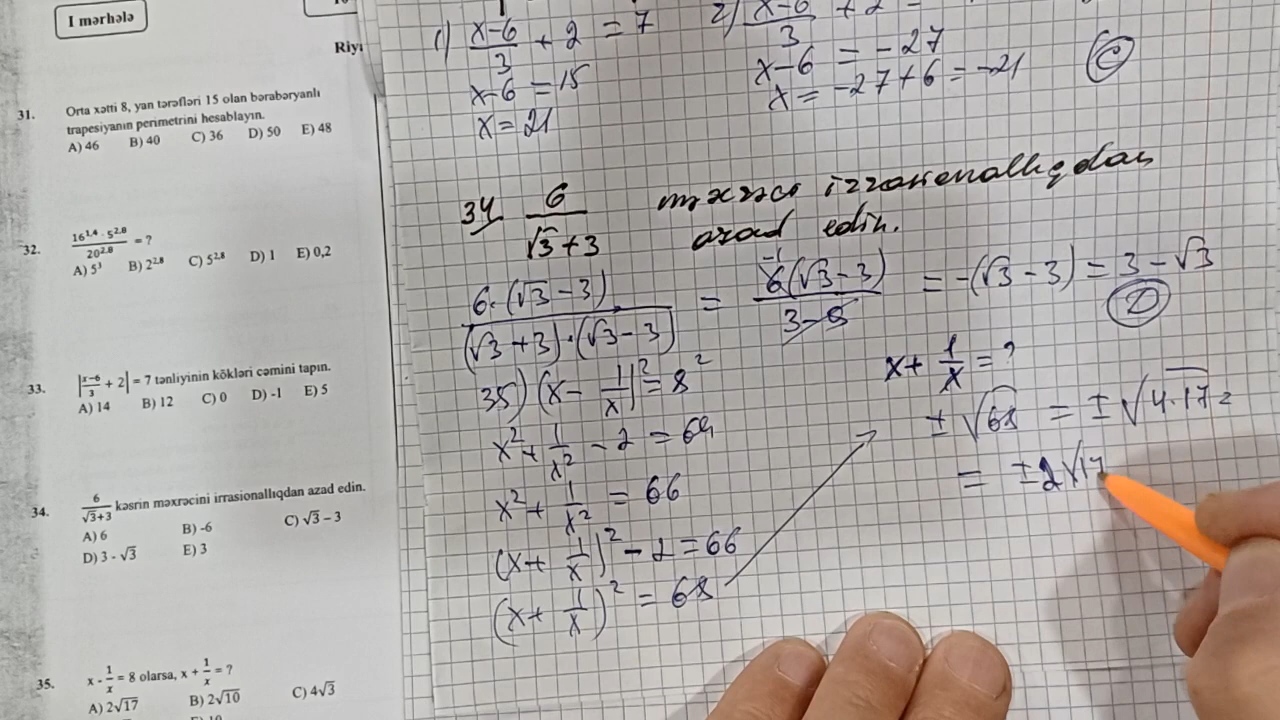 I mərhələ
Riy
31. Orta xətti 8, yan tərəfləri 15 olan bərabəryanlı
trapesiyanın perimetrini hesablayın.
A) 46 B) 40 C) 36 D) 50 E) 48
32. 16^1,4 · 5^2,8 / 20^2,8 = ?
A) 5³ B) 2^2,8 C) 5^2,8 D) 1 E) 0,2
33. |x−6/3 + 2| = 7 tənliyinin kökləri cəmini tapın.
A) 14 B) 12 C) 0 D) -1 E) 5
34. 6/√3+3 kəsrin məxrəcini irrasionallıqdan azad edin.
A) 6 B) -6 C) √3 – 3
D) 3 - √3 E) 3
35. x - 1/x = 8 olarsa, x + 1/x = ?
A) 2√17 B) 2√10 C) 4√3
1) x−6/3 + 2 = 7
x−6 = 15
x = 21
2) x−6/3 + 2
x−6 = −27
x = −27+6 = −21
C
34 6/√3+3
azad edin.
6·(√3−3)/(√3+3)·(√3−3) = 6(√3−3)/3−9 = −(√3−3) = 3−√3
D
35) (x − 1/x)² = 8²
x² + 1/x² − 2 = 64
x² + 1/x² = 66
(x + 1/x)² − 2 = 66
(x + 1/x)² = 68
x + 1/x = ?
±√68 = ±√4·17 =
= ±2√17